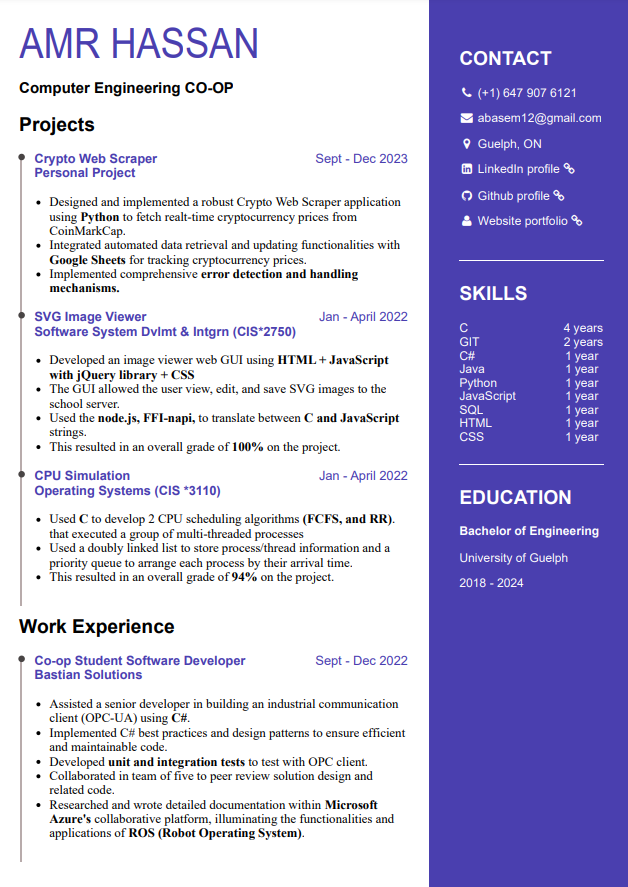 AMR HASSAN
Computer Engineering CO-OP
Projects
Crypto Web Scraper Sept - Dec 2023
Personal Project
• Designed and implemented a robust Crypto Web Scraper application
using Python to fetch realt-time cryptocurrency prices from
CoinMarkCap.
• Integrated automated data retrieval and updating functionalities with
Google Sheets for tracking cryptocurrency prices.
• Implemented comprehensive error detection and handling
mechanisms.
SVG Image Viewer Jan - April 2022
Software System Dvlmt & Intgrn (CIS*2750)
• Developed an image viewer web GUI using HTML + JavaScript
with jQuery library + CSS
• The GUI allowed the user view, edit, and save SVG images to the
school server.
• Used the node.js, FFI-napi, to translate between C and JavaScript
strings.
• This resulted in an overall grade of 100% on the project.
CPU Simulation Jan - April 2022
Operating Systems (CIS *3110)
• Used C to develop 2 CPU scheduling algorithms (FCFS, and RR).
that executed a group of multi-threaded processes
• Used a doubly linked list to store process/thread information and a
priority queue to arrange each process by their arrival time.
• This resulted in an overall grade of 94% on the project.
Work Experience
Co-op Student Software Developer Sept - Dec 2022
Bastian Solutions
• Assisted a senior developer in building an industrial communication
client (OPC-UA) using C#.
• Implemented C# best practices and design patterns to ensure efficient
and maintainable code.
• Developed unit and integration tests to test with OPC client.
• Collaborated in team of five to peer review solution design and
related code.
• Researched and wrote detailed documentation within Microsoft
Azure's collaborative platform, illuminating the functionalities and
applications of ROS (Robot Operating System).
CONTACT
(+1) 647 907 6121
abasem12@gmail.com
Guelph, ON
LinkedIn profile
Github profile
Website portfolio
SKILLS
C 4 years
GIT 2 years
C# 1 year
Java 1 year
Python 1 year
JavaScript 1 year
SQL 1 year
HTML 1 year
CSS 1 year
EDUCATION
Bachelor of Engineering
University of Guelph
2018 - 2024